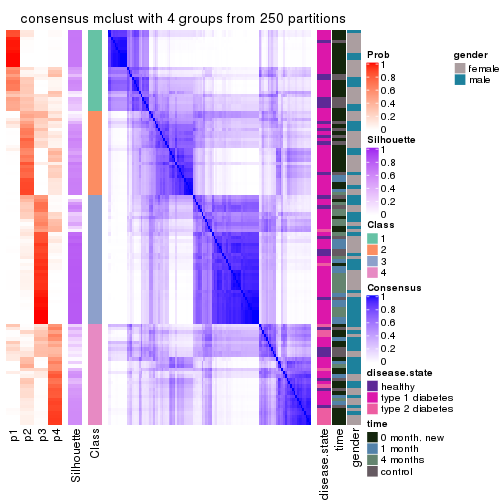 consensus mclust with 4 groups from 250 partitions
p1
p2
p3
p4
Silhouette
Class
disease.state
time
gender
Prob
1
0.8
0.6
0.4
0.2
0
Silhouette
1
0.8
0.6
0.4
0.2
0
Class
1
2
3
4
Consensus
1
0.8
0.6
0.4
0.2
0
disease.state
healthy
type 1 diabetes
type 2 diabetes
time
0 month. new
1 month
4 months
control
gender
female
male